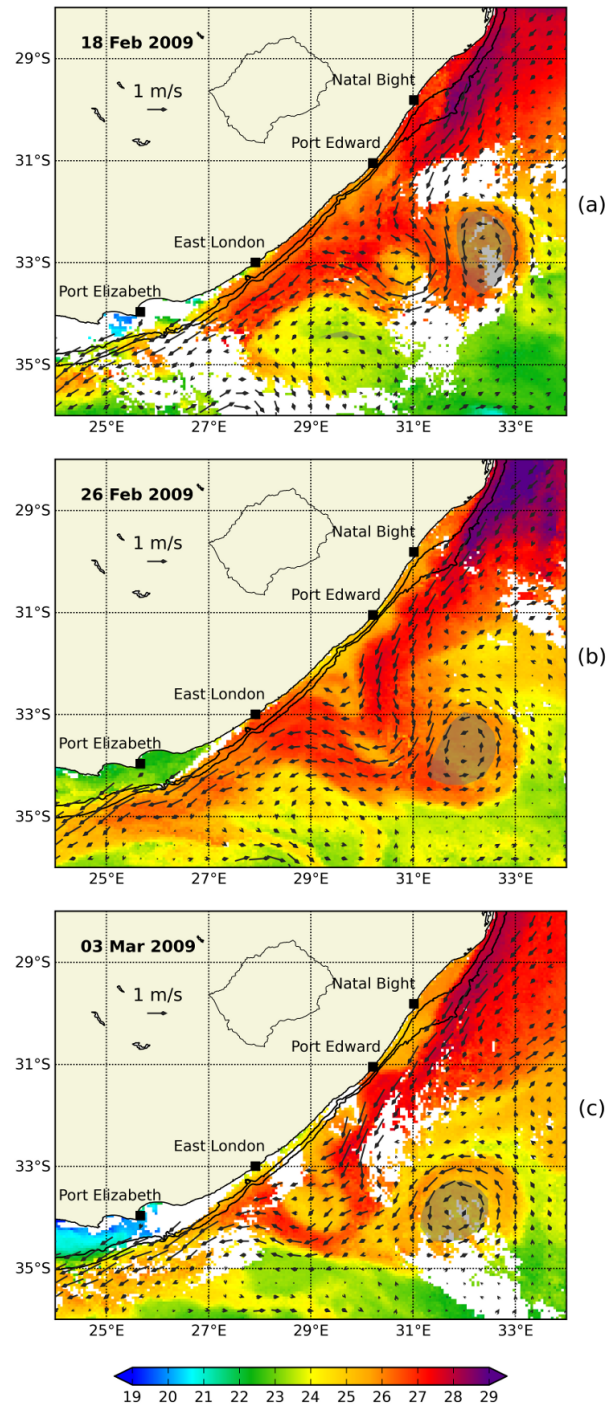 18 Feb 2009
29°S
Natal Bight
1 m/s
Port Edward
31°S
(a)
East London
33°S
Port Elizabeth
35°S
25°E 27°E 29°E 31°E 33°E
26 Feb 2009
29°S
Natal Bight
1 m/s
Port Edward
31°S
(b)
East London
33°S
Port Elizabeth
35°S
25°E 27°E 29°E 31°E 33°E
03 Mar 2009
29°S
Natal Bight
1 m/s
Port Edward
31°S
(c)
East London
33°S
Port Elizabeth
35°S
25°E 27°E 29°E 31°E 33°E
19 20 21 22 23 24 25 26 27 28 29